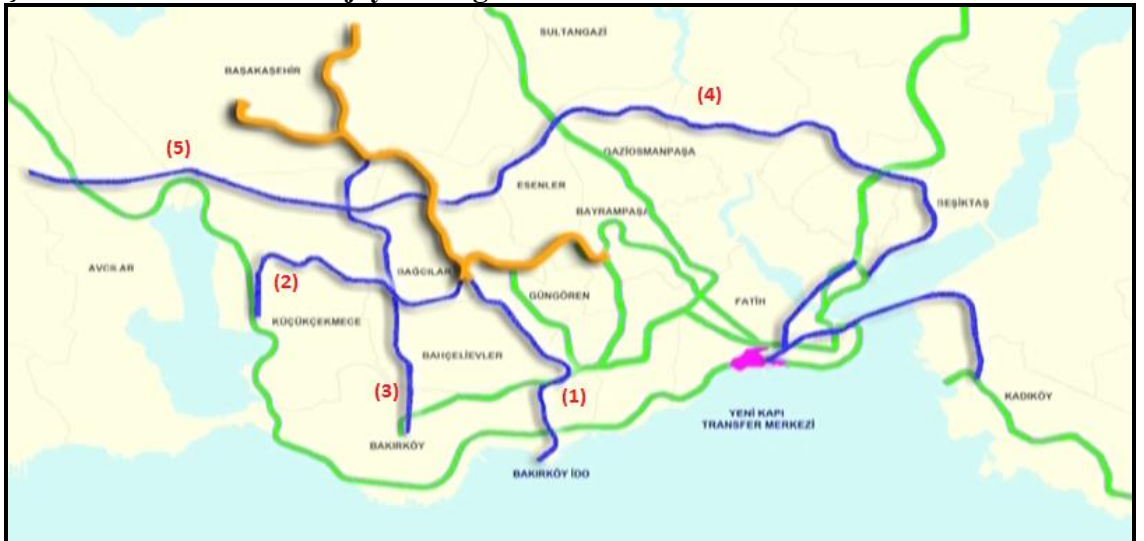 SULTANGAZİ
BAŞAKAŞEHİR
(4)
(5)
GAZİOSMANPAŞA
ESENLER
BEŞİKTAŞ
BAYRAMPAŞA
AVCILAR
BAĞCILAR
(2)
GÜNGÖREN
FATİH
KÜÇÜKÇEKMECE
BAHÇELİEVLER
(3)
(1)
KADIKÖY
YENİ KAPI
TRANSFER MERKEZİ
BAKIRKÖY
BAKIRKÖY İDO